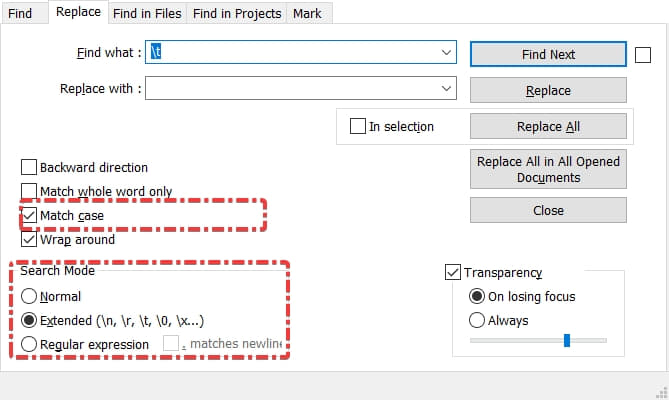 Find Replace Find in Files Find in Projects Mark
Find what : \t Find Next
Replace with : Replace
In selection Replace All
Backward direction Replace All in All Opened
Documents
Match whole word only
Match case Close
Wrap around
Search Mode Transparency
Normal On losing focus
Extended (\n, \r, \t, \0, \x...) Always
Regular expression . matches newline